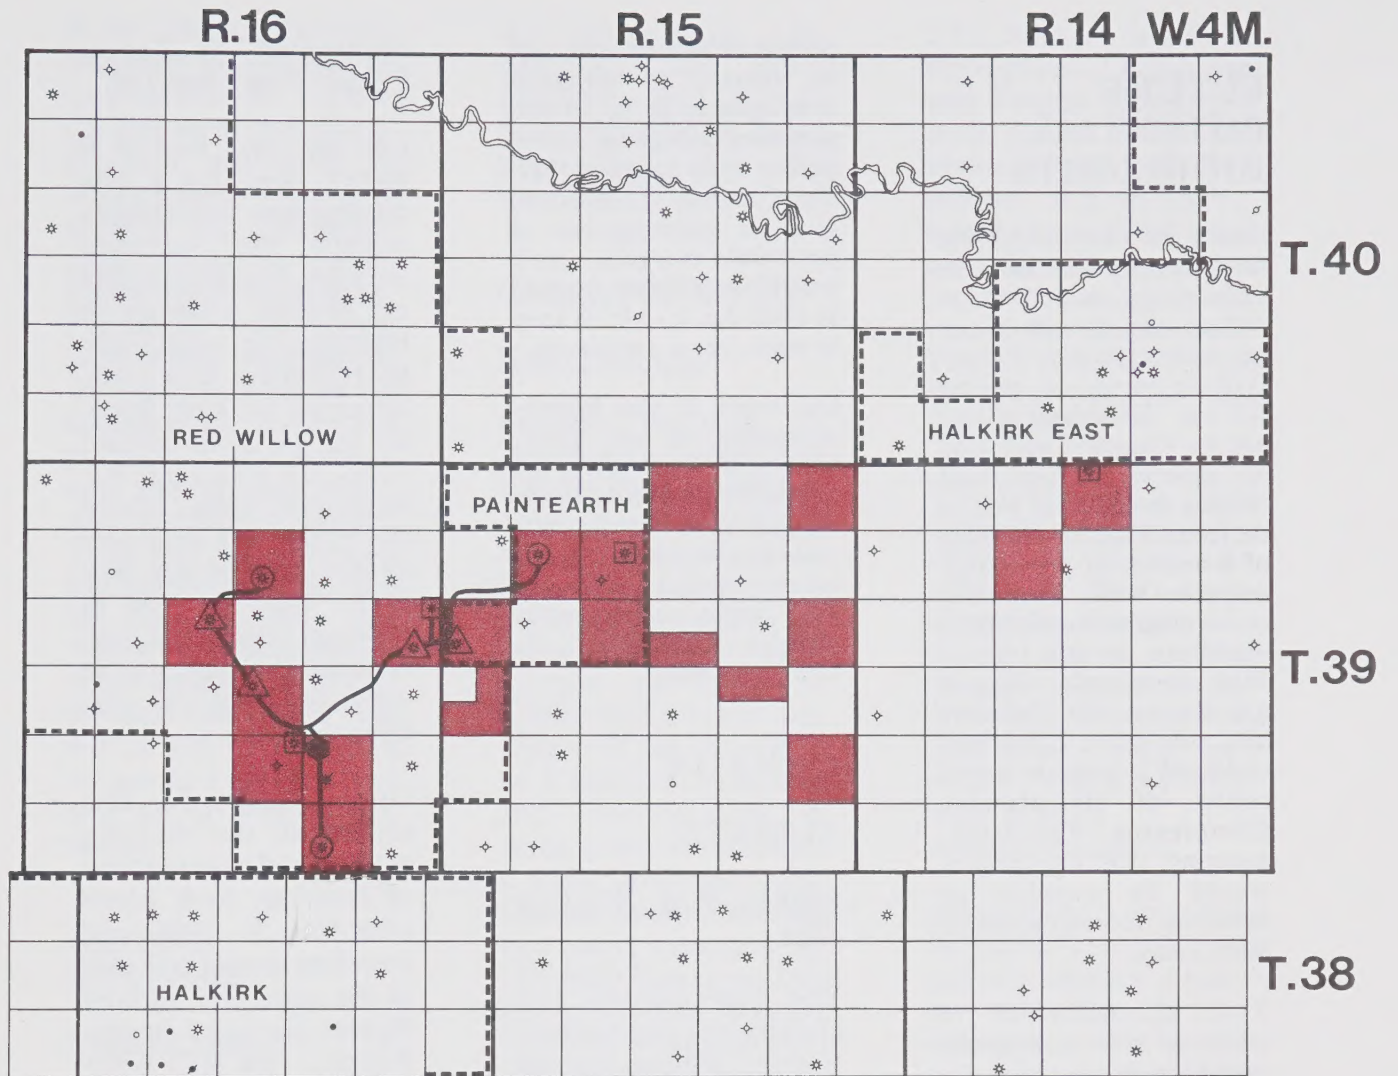 R.16 R.15 R.14 W.4M.
T.40
RED WILLOW
HALKIRK EAST
PAINTEARTH
T.39
HALKIRK
T.38